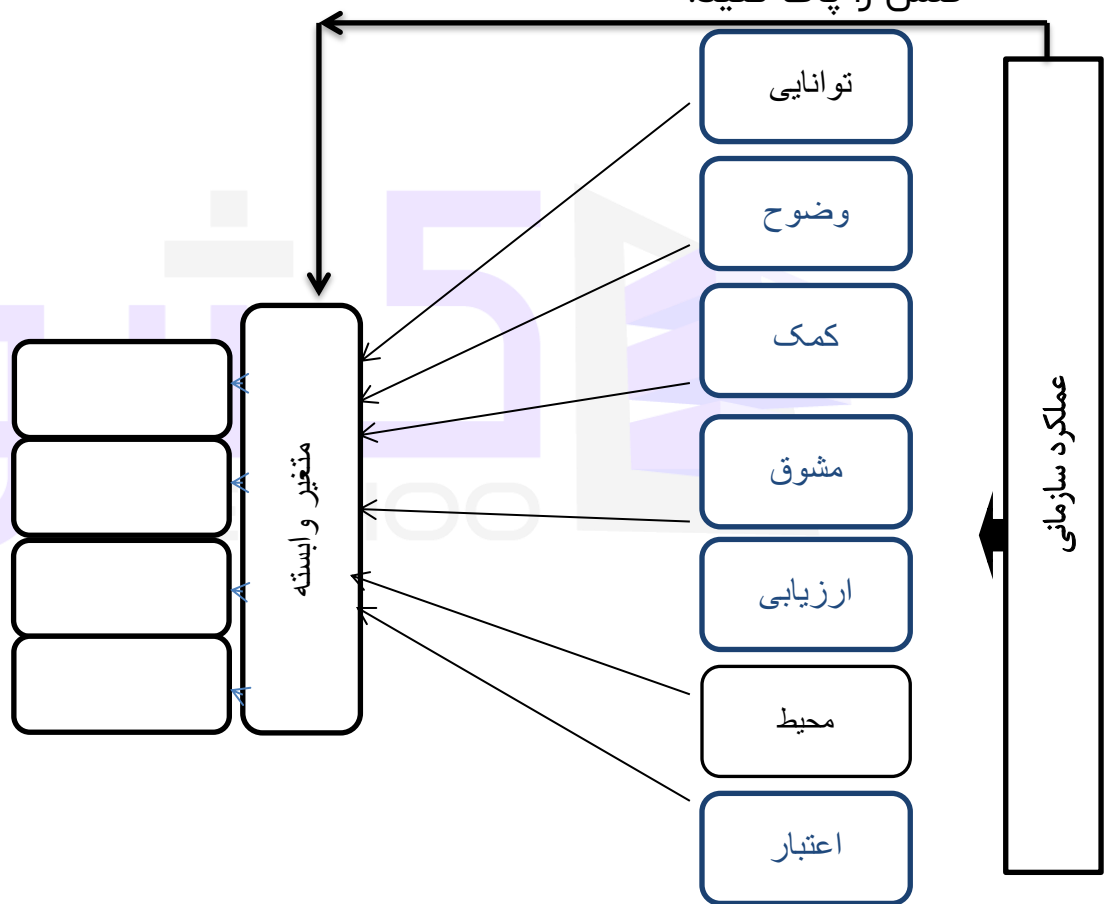 توانایی
وضوح
کمک
مشوق
ارزیابی
محیط
اعتبار
عملکرد سازمانی
متغیر وابسته